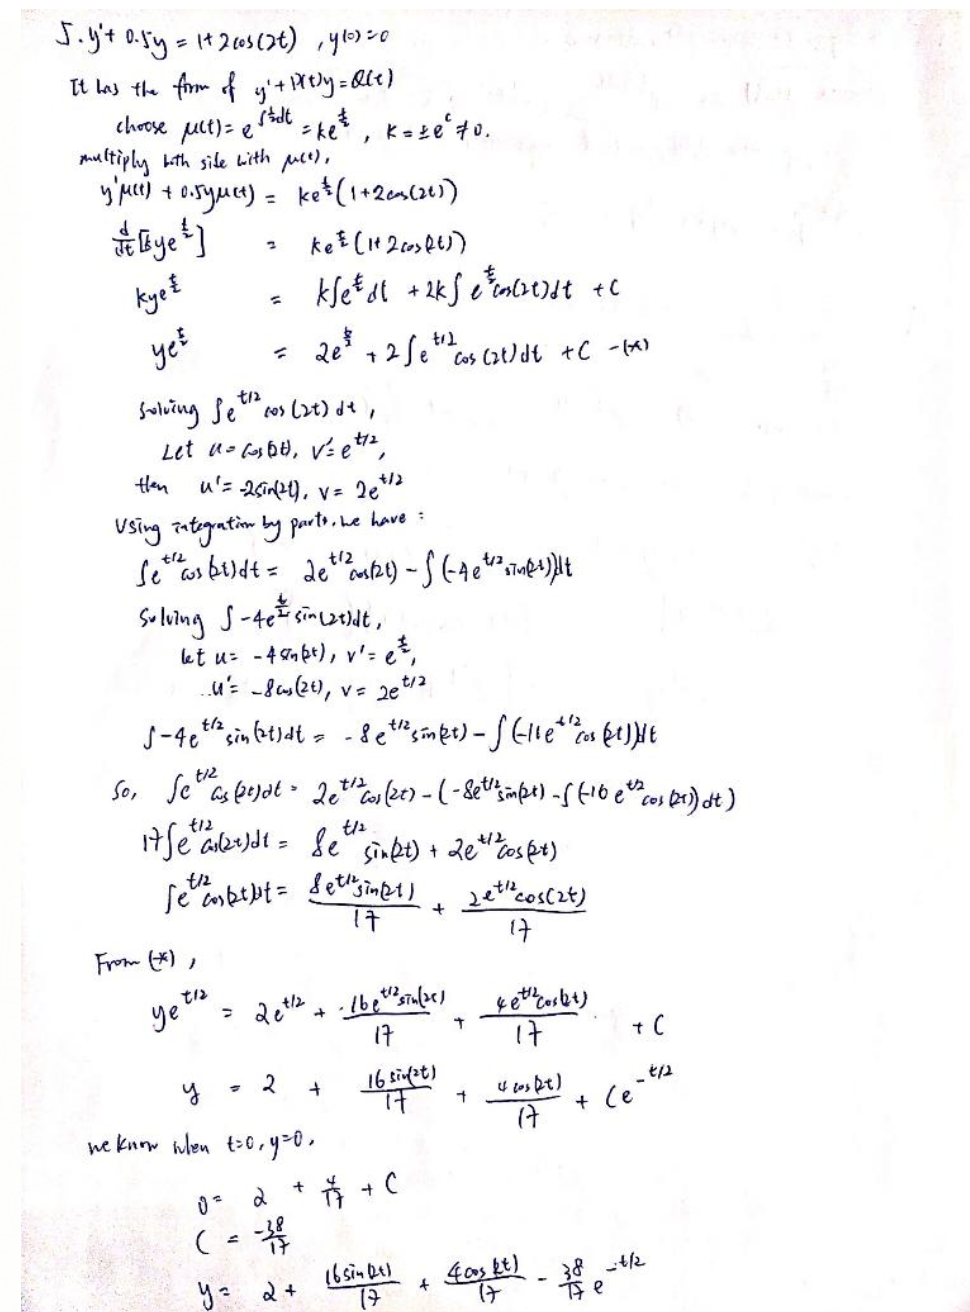 5. y'+ 0.5y = 1+2cos(2t) , y(0)=0
It has the form of y'+P(t)y=Q(t)
choose μ(t)= e^∫½dt = ke^(t/2) , K=±e^c ≠0.
multiply both side with μ(t),
y'μ(t) + 0.5yμ(t) = ke^(t/2)(1+2cos(2t))
d/dt[kye^(t/2)] = ke^(t/2)(1+2cos(2t))
kye^(t/2) = k∫e^(t/2)dt + 2k∫e^(t/2)cos(2t)dt + C
ye^(t/2) = 2e^(t/2) + 2∫e^(t/2)cos(2t)dt + C -(*)
Solving ∫e^(t/2)cos(2t)dt,
Let u=cos(2t), v'=e^(t/2),
then u'=-2sin(2t), v=2e^(t/2)
Using integration by parts, we have :
∫e^(t/2)cos(2t)dt = 2e^(t/2)cos(2t) - ∫(-4e^(t/2)sin(2t))dt
Solving ∫-4e^(t/2)sin(2t)dt,
let u= -4sin(2t), v'=e^(t/2),
u'= -8cos(2t), v=2e^(t/2)
∫-4e^(t/2)sin(2t)dt = -8e^(t/2)sin(2t) - ∫(-16e^(t/2)cos(2t))dt
So, ∫e^(t/2)cos(2t)dt = 2e^(t/2)cos(2t) - (-8e^(t/2)sin(2t) - ∫(-16e^(t/2)cos(2t))dt)
17∫e^(t/2)cos(2t)dt = 8e^(t/2)sin(2t) + 2e^(t/2)cos(2t)
∫e^(t/2)cos(2t)dt = 8e^(t/2)sin(2t)/17 + 2e^(t/2)cos(2t)/17
From (*),
ye^(t/2) = 2e^(t/2) + 16e^(t/2)sin(2t)/17 + 4e^(t/2)cos(2t)/17 + C
y = 2 + 16sin(2t)/17 + 4cos(2t)/17 + Ce^(-t/2)
we know when t=0, y=0,
0= 2 + 4/17 + C
C = -38/17
y= 2+ 16sin(2t)/17 + 4cos(2t)/17 - 38/17 e^(-t/2)